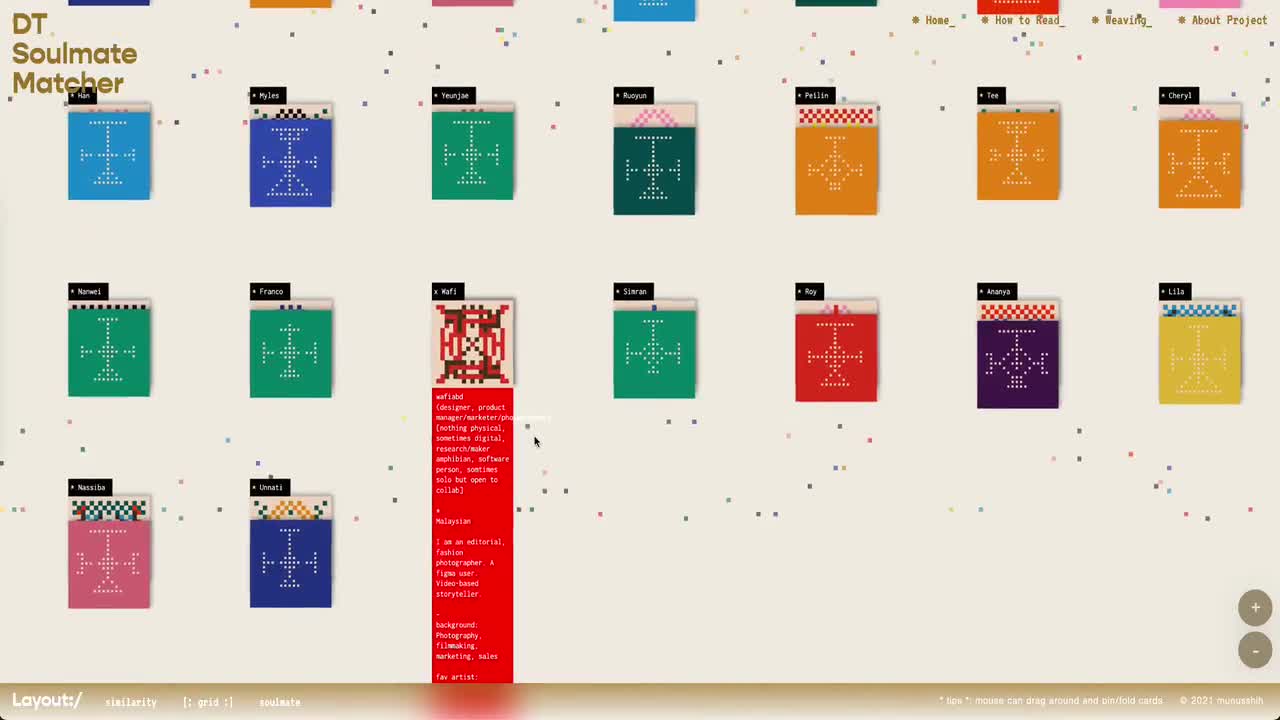 DT
Soulmate
Matcher
⁕ Home_ ⁕ How to Read_ ⁕ Weaving_ ⁕ About Project
* Han
* Myles
* Yeunjae
* Ruoyun
* Peilin
* Tee
* Cheryl
* Nanwei
* Franco
x Wafi
* Simran
* Roy
* Ananya
* Lila
wafiabd
(designer, product
manager/marketer/photographer)
[nothing physical,
sometimes digital,
research/maker
amphibian, software
person, somtimes
solo but open to
collab]
*
Malaysian
I am an editorial,
fashion
photographer. A
figma user.
Video-based
storyteller.
-
background:
Photography,
filmmaking,
marketing, sales
fav artist:
* Nassiba
* Unnati
+
-
Layout:/ similarity [: grid :] soulmate
* tips *: mouse can drag around and pin/fold cards © 2021 munusshih